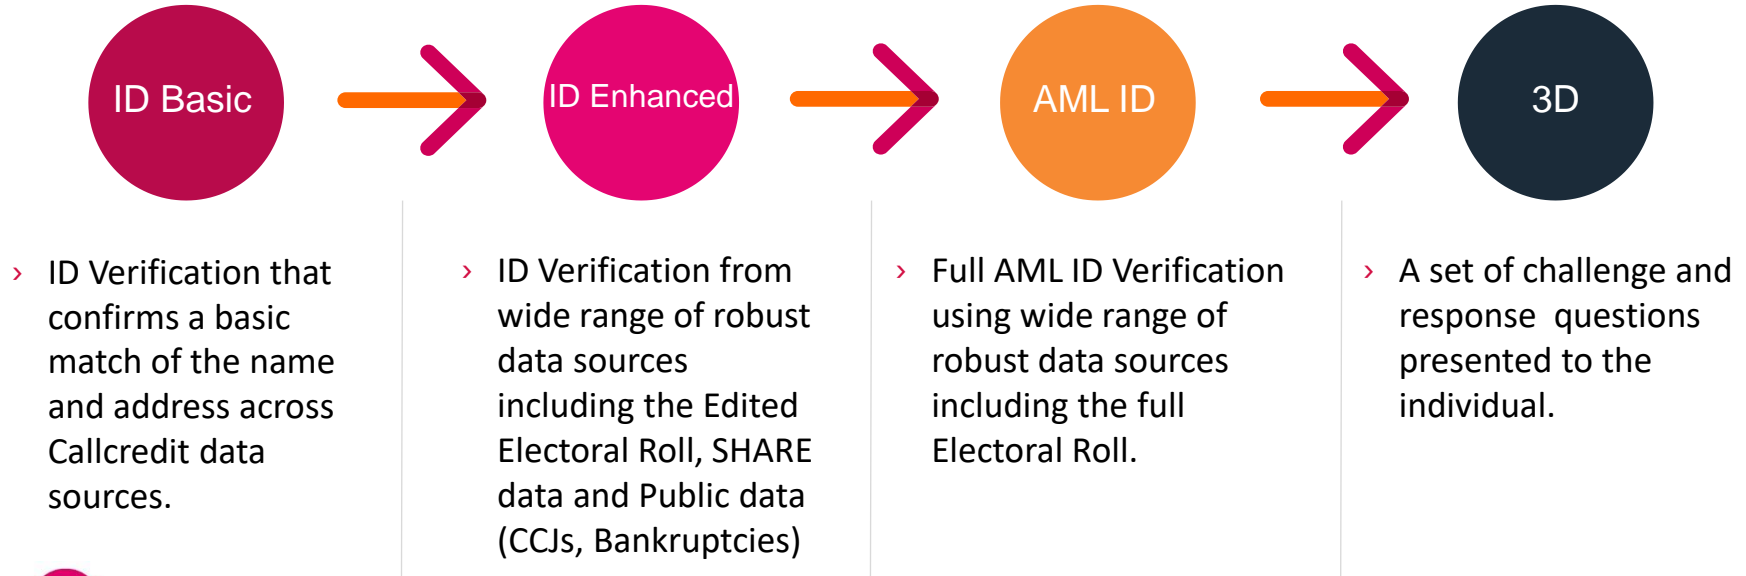 ID Basic
ID Enhanced
AML ID
3D
› ID Verification that
confirms a basic
match of the name
and address across
Callcredit data
sources.
› ID Verification from
wide range of robust
data sources
including the Edited
Electoral Roll, SHARE
data and Public data
(CCJs, Bankruptcies)
› Full AML ID Verification
using wide range of
robust data sources
including the full
Electoral Roll.
› A set of challenge and
response  questions
presented to the
individual.